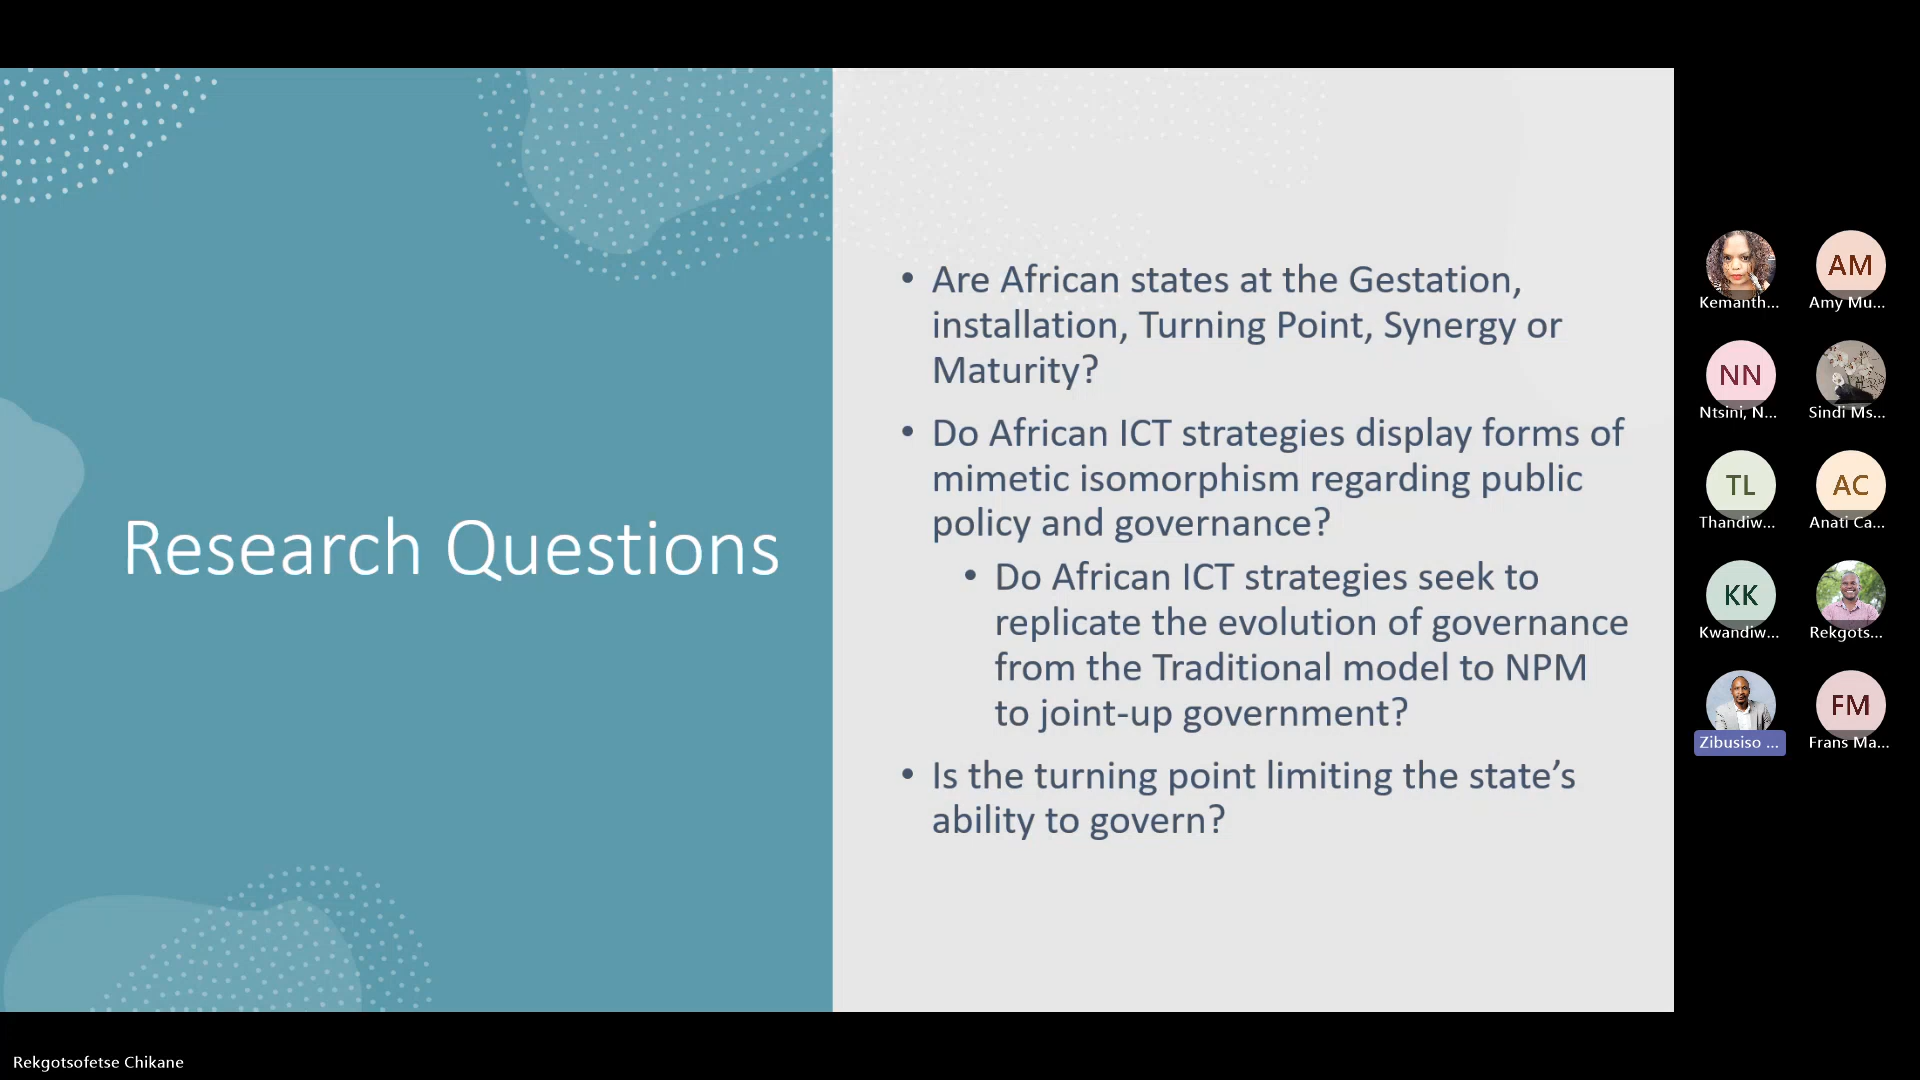 Research Questions
• Are African states at the Gestation,
installation, Turning Point, Synergy or
Maturity?
• Do African ICT strategies display forms of
mimetic isomorphism regarding public
policy and governance?
• Do African ICT strategies seek to
replicate the evolution of governance
from the Traditional model to NPM
to joint-up government?
• Is the turning point limiting the state’s
ability to govern?
Kemanth...
AM
Amy Mu...
NN
Ntsini, N...
Sindi Ms...
TL
Thandiw...
AC
Anati Ca...
KK
Kwandiw...
Rekgots...
Zibusiso ...
FM
Frans Ma...
Rekgotsofetse Chikane